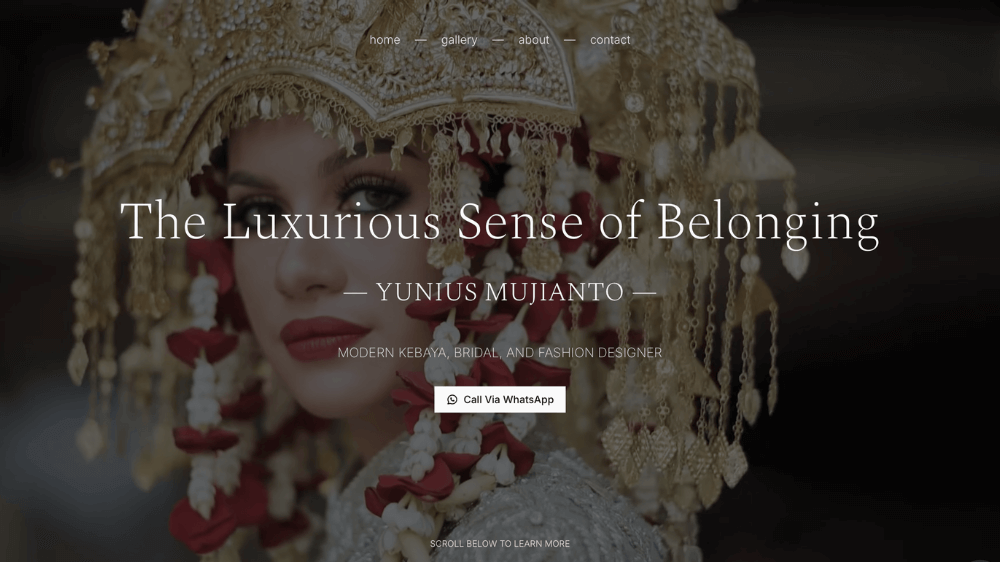 home — gallery — about — contact
The Luxurious Sense of Belonging
— YUNIUS MUJIANTO —
MODERN KEBAYA, BRIDAL, AND FASHION DESIGNER
Call Via WhatsApp
SCROLL BELOW TO LEARN MORE